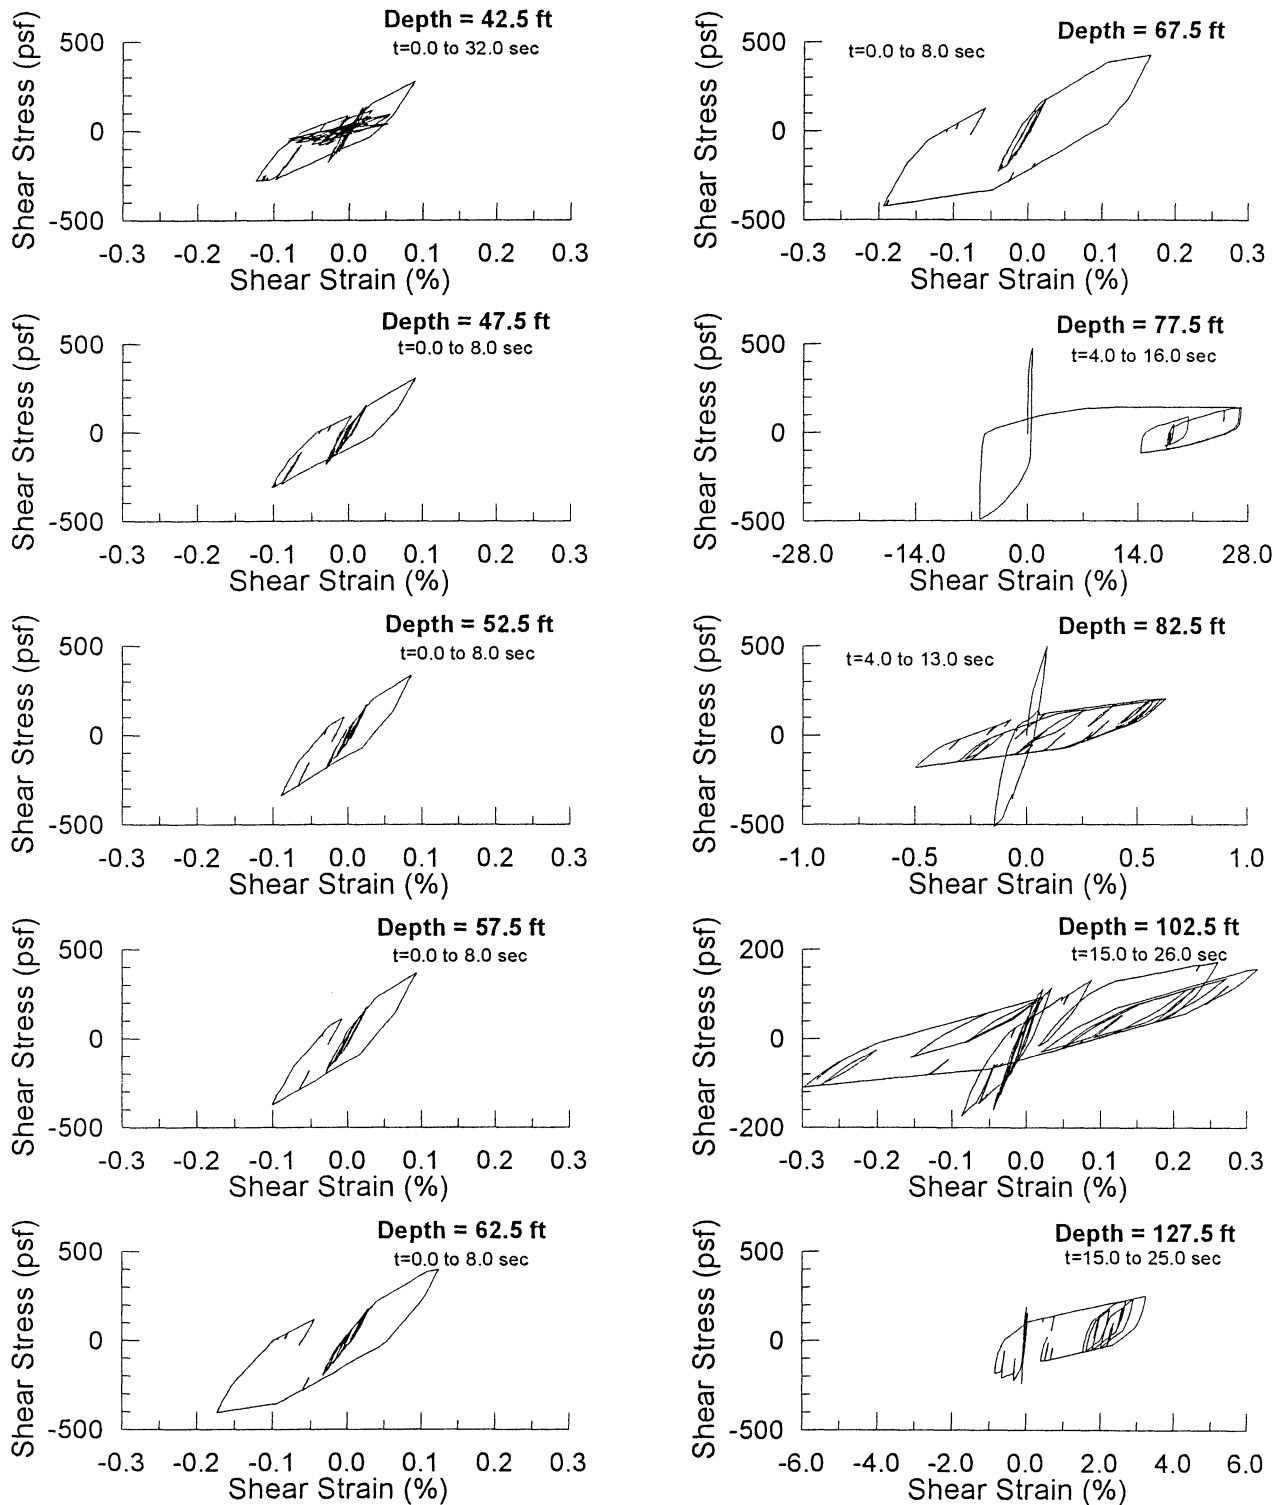 Depth = 42.5 ft
t=0.0 to 32.0 sec
Shear Stress (psf)
500
0
-500
-0.3 -0.2 -0.1 0.0 0.1 0.2 0.3
Shear Strain (%)
Depth = 67.5 ft
t=0.0 to 8.0 sec
Shear Stress (psf)
500
0
-500
-0.3 -0.2 -0.1 0.0 0.1 0.2 0.3
Shear Strain (%)
Depth = 47.5 ft
t=0.0 to 8.0 sec
Shear Stress (psf)
500
0
-500
-0.3 -0.2 -0.1 0.0 0.1 0.2 0.3
Shear Strain (%)
Depth = 77.5 ft
t=4.0 to 16.0 sec
Shear Stress (psf)
500
0
-500
-28.0 -14.0 0.0 14.0 28.0
Shear Strain (%)
Depth = 52.5 ft
t=0.0 to 8.0 sec
Shear Stress (psf)
500
0
-500
-0.3 -0.2 -0.1 0.0 0.1 0.2 0.3
Shear Strain (%)
Depth = 82.5 ft
t=4.0 to 13.0 sec
Shear Stress (psf)
500
0
-500
-1.0 -0.5 0.0 0.5 1.0
Shear Strain (%)
Depth = 57.5 ft
t=0.0 to 8.0 sec
Shear Stress (psf)
500
0
-500
-0.3 -0.2 -0.1 0.0 0.1 0.2 0.3
Shear Strain (%)
Depth = 102.5 ft
t=15.0 to 26.0 sec
Shear Stress (psf)
200
0
-200
-0.3 -0.2 -0.1 0.0 0.1 0.2 0.3
Shear Strain (%)
Depth = 62.5 ft
t=0.0 to 8.0 sec
Shear Stress (psf)
500
0
-500
-0.3 -0.2 -0.1 0.0 0.1 0.2 0.3
Shear Strain (%)
Depth = 127.5 ft
t=15.0 to 25.0 sec
Shear Stress (psf)
500
0
-500
-6.0 -4.0 -2.0 0.0 2.0 4.0 6.0
Shear Strain (%)